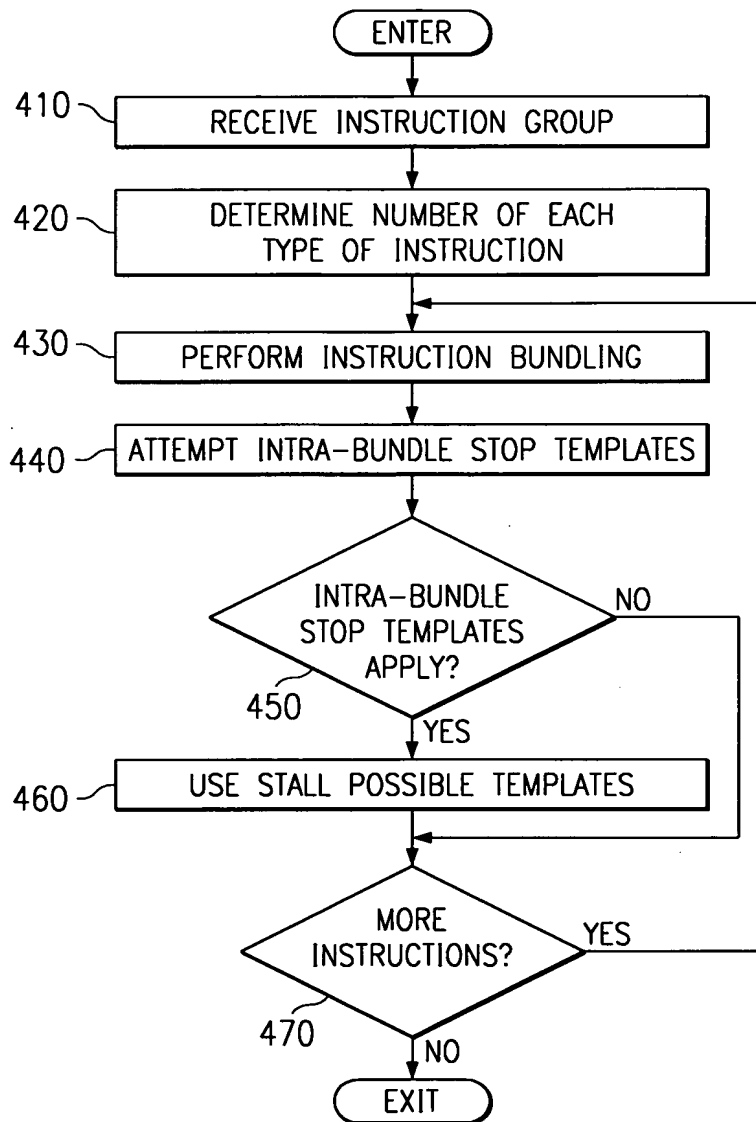 ENTER
410
RECEIVE INSTRUCTION GROUP
420
DETERMINE NUMBER OF EACH
TYPE OF INSTRUCTION
430
PERFORM INSTRUCTION BUNDLING
440
ATTEMPT INTRA-BUNDLE STOP TEMPLATES
INTRA-BUNDLE
STOP TEMPLATES
APPLY?
NO
450
YES
460
USE STALL POSSIBLE TEMPLATES
MORE
INSTRUCTIONS?
YES
470
NO
EXIT